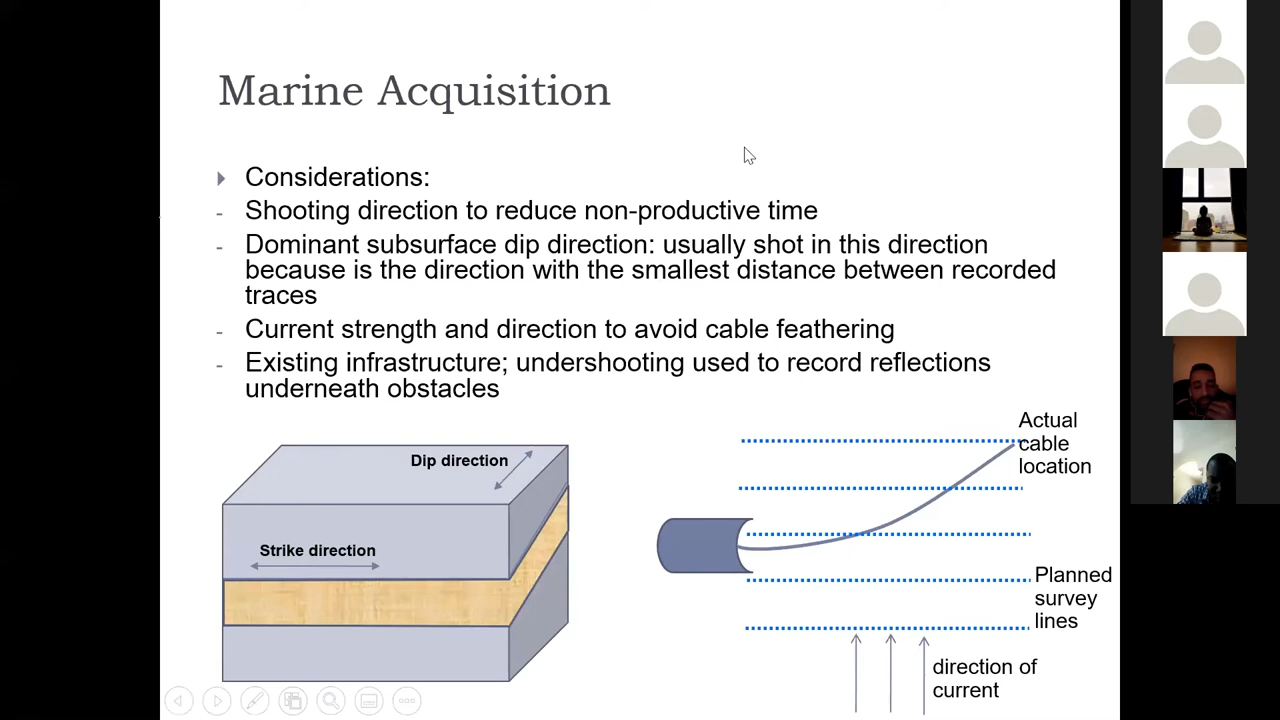 Marine Acquisition
Considerations:
- Shooting direction to reduce non-productive time
- Dominant subsurface dip direction: usually shot in this direction
because is the direction with the smallest distance between recorded
traces
- Current strength and direction to avoid cable feathering
- Existing infrastructure; undershooting used to record reflections
underneath obstacles
Dip direction
Strike direction
Actual
cable
location
Planned
survey
lines
direction of
current